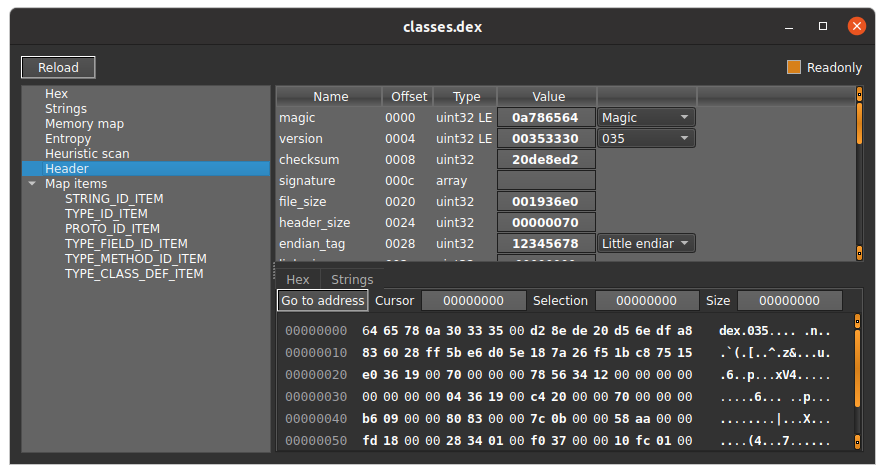 classes.dex
Reload
Readonly
Hex
Strings
Memory map
Entropy
Heuristic scan
Header
Map items
STRING_ID_ITEM
TYPE_ID_ITEM
PROTO_ID_ITEM
TYPE_FIELD_ID_ITEM
TYPE_METHOD_ID_ITEM
TYPE_CLASS_DEF_ITEM
Name Offset Type Value
magic 0000 uint32 LE 0a786564 Magic
version 0004 uint32 LE 00353330 035
checksum 0008 uint32 20de8ed2
signature 000c array
file_size 0020 uint32 001936e0
header_size 0024 uint32 00000070
endian_tag 0028 uint32 12345678 Little endiar
Hex Strings
Go to address Cursor 00000000 Selection 00000000 Size 00000000
00000000 64 65 78 0a 30 33 35 00 d2 8e de 20 d5 6e df a8 dex.035.... .n..
00000010 83 60 28 ff 5b e6 d0 5e 18 7a 26 f5 1b c8 75 15 .`(.[..^.z&...u.
00000020 e0 36 19 00 70 00 00 00 78 56 34 12 00 00 00 00 .6..p...xV4.....
00000030 00 00 00 00 04 36 19 00 c4 20 00 00 70 00 00 00 .....6... ..p...
00000040 b6 09 00 00 80 83 00 00 7c 0b 00 00 58 aa 00 00 ........|...X...
00000050 fd 18 00 00 28 34 01 00 f0 37 00 00 10 fc 01 00 ....(4...7......